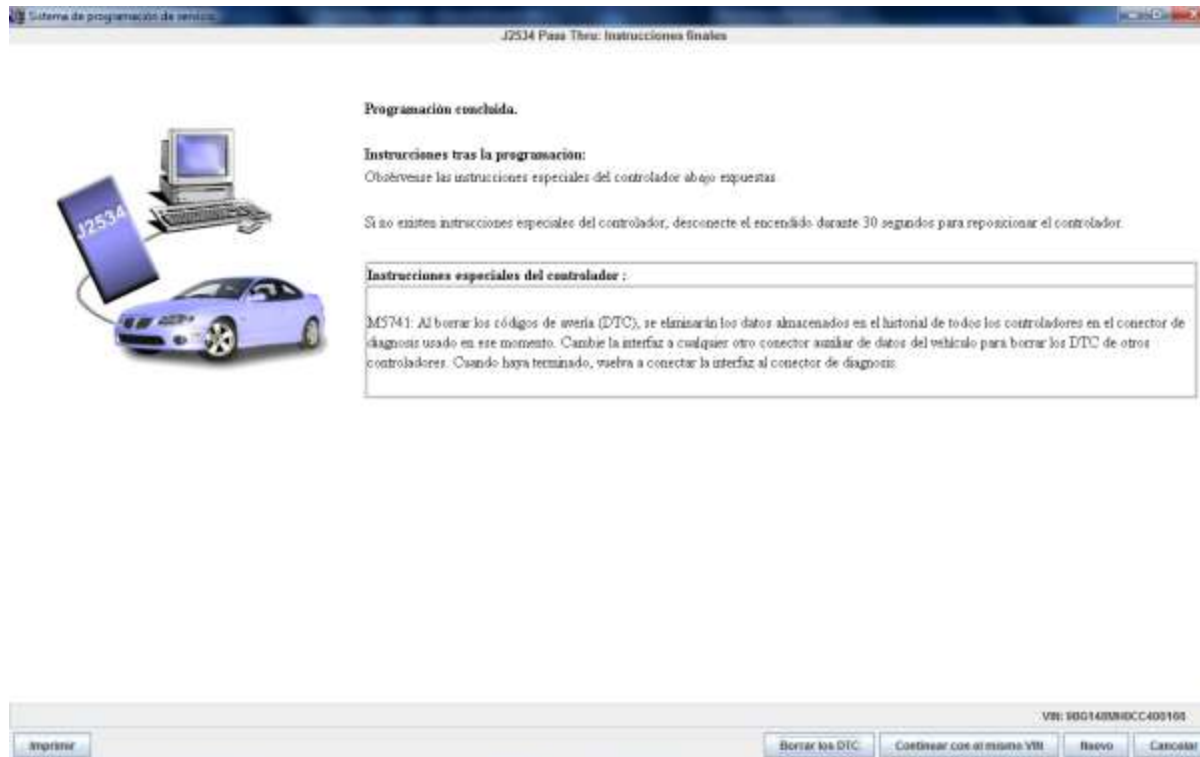 Sistema de programación de servicio
J2534 Pass Thru: Instrucciones finales
Programación concluida.
Instrucciones tras la programación:
Obsérvense las instrucciones especiales del controlador abajo expuestas
Si no existen instrucciones especiales del controlador, desconecte el encendido durante 30 segundos para reposicionar el controlador.
J2534
Instrucciones especiales del controlador :
M5741: Al borrar los códigos de avería (DTC), se eliminarán los datos almacenados en el historial de todos los controladores en el conector de
diagnosis usado en ese momento. Cambie la interfaz a cualquier otro conector auxiliar de datos del vehículo para borrar los DTC de otros
controladores. Cuando haya terminado, vuelva a conectar la interfaz al conector de diagnosis.
VIN:
Imprimir
Borrar los DTC
Continuar con el mismo VIN
Nuevo
Cancelar